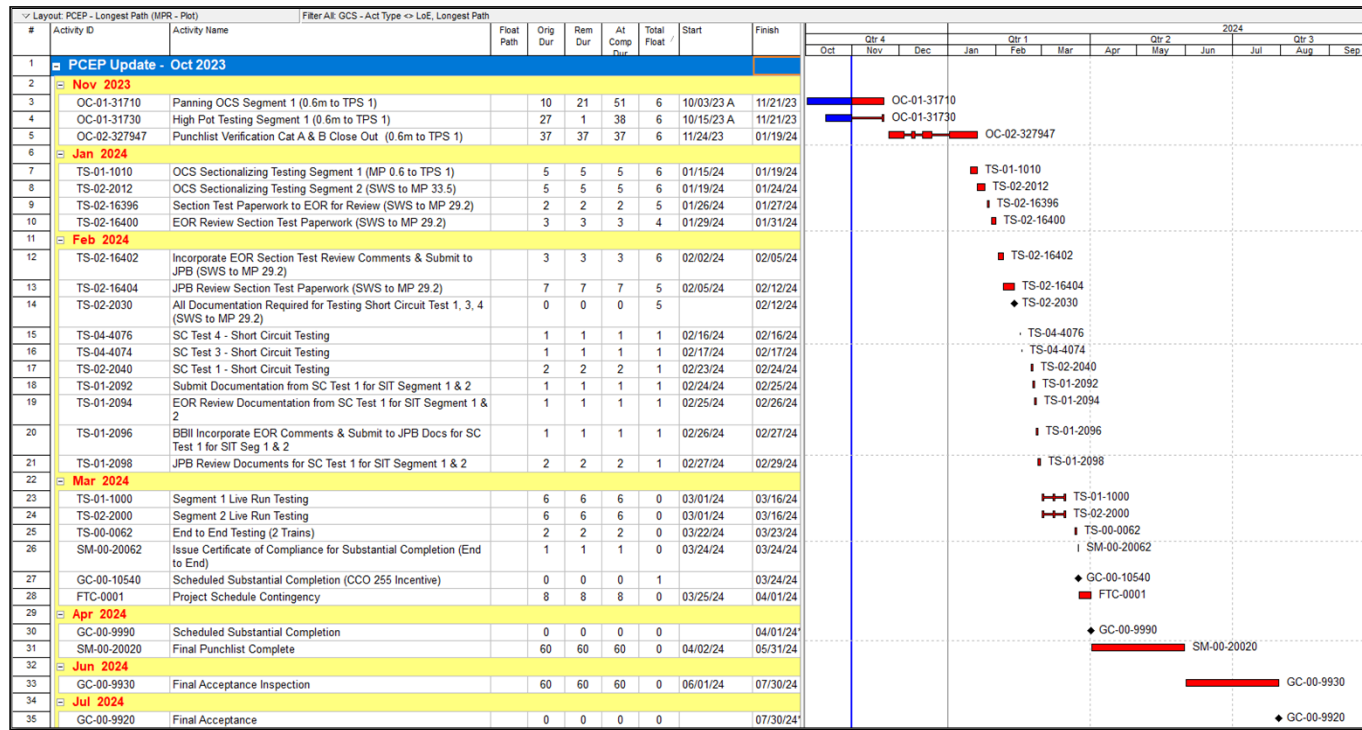 Layout: PCEP - Longest Path (MPR - Plot) Filter All: GCS - Act Type <> LoE, Longest Path
# Activity ID Activity Name Float Path Orig Dur Rem Dur At Comp Dur Total Float Start Finish 2024
Qtr 4 Qtr 1 Qtr 2 Qtr 3
Oct Nov Dec Jan Feb Mar Apr May Jun Jul Aug Sep
1 PCEP Update - Oct 2023
2 Nov 2023
3 OC-01-31710 Panning OCS Segment 1 (0.6m to TPS 1) 10 21 51 6 10/03/23 A 11/21/23 OC-01-31710
4 OC-01-31730 High Pot Testing Segment 1 (0.6m to TPS 1) 27 1 38 6 10/15/23 A 11/21/23 OC-01-31730
5 OC-02-327947 Punchlist Verification Cat A & B Close Out (0.6m to TPS 1) 37 37 37 6 11/24/23 01/19/24 OC-02-327947
6 Jan 2024
7 TS-01-1010 OCS Sectionalizing Testing Segment 1 (MP 0.6 to TPS 1) 5 5 5 6 01/15/24 01/19/24 TS-01-1010
8 TS-02-2012 OCS Sectionalizing Testing Segment 2 (SWS to MP 33.5) 5 5 5 6 01/19/24 01/24/24 TS-02-2012
9 TS-02-16396 Section Test Paperwork to EOR for Review (SWS to MP 29.2) 2 2 2 5 01/26/24 01/27/24 TS-02-16396
10 TS-02-16400 EOR Review Section Test Paperwork (SWS to MP 29.2) 3 3 3 4 01/29/24 01/31/24 TS-02-16400
11 Feb 2024
12 TS-02-16402 Incorporate EOR Section Test Review Comments & Submit to 3 3 3 6 02/02/24 02/05/24 TS-02-16402
JPB (SWS to MP 29.2)
13 TS-02-16404 JPB Review Section Test Paperwork (SWS to MP 29.2) 7 7 7 5 02/05/24 02/12/24 TS-02-16404
14 TS-02-2030 All Documentation Required for Testing Short Circuit Test 1, 3, 4 0 0 0 5 02/12/24 TS-02-2030
(SWS to MP 29.2)
15 TS-04-4076 SC Test 4 - Short Circuit Testing 1 1 1 1 02/16/24 02/16/24 TS-04-4076
16 TS-04-4074 SC Test 3 - Short Circuit Testing 1 1 1 1 02/17/24 02/17/24 TS-04-4074
17 TS-02-2040 SC Test 1 - Short Circuit Testing 2 2 2 1 02/23/24 02/24/24 TS-02-2040
18 TS-01-2092 Submit Documentation from SC Test 1 for SIT Segment 1 & 2 1 1 1 1 02/24/24 02/25/24 TS-01-2092
19 TS-01-2094 EOR Review Documentation from SC Test 1 for SIT Segment 1 & 1 1 1 1 02/25/24 02/26/24 TS-01-2094
2
20 TS-01-2096 BBII Incorporate EOR Comments & Submit to JPB Docs for SC 1 1 1 1 02/26/24 02/27/24 TS-01-2096
Test 1 for SIT Seg 1 & 2
21 TS-01-2098 JPB Review Documents for SC Test 1 for SIT Segment 1 & 2 2 2 2 1 02/27/24 02/29/24 TS-01-2098
22 Mar 2024
23 TS-01-1000 Segment 1 Live Run Testing 6 6 6 0 03/01/24 03/16/24 TS-01-1000
24 TS-02-2000 Segment 2 Live Run Testing 6 6 6 0 03/01/24 03/16/24 TS-02-2000
25 TS-00-0062 End to End Testing (2 Trains) 2 2 2 0 03/22/24 03/23/24 TS-00-0062
26 SM-00-20062 Issue Certificate of Compliance for Substantial Completion (End 1 1 1 0 03/24/24 03/24/24 SM-00-20062
to End)
27 GC-00-10540 Scheduled Substantial Completion (CCO 255 Incentive) 0 0 0 1 03/24/24 GC-00-10540
28 FTC-0001 Project Schedule Contingency 8 8 8 0 03/25/24 04/01/24 FTC-0001
29 Apr 2024
30 GC-00-9990 Scheduled Substantial Completion 0 0 0 0 04/01/24* GC-00-9990
31 SM-00-20020 Final Punchlist Complete 60 60 60 0 04/02/24 05/31/24 SM-00-20020
32 Jun 2024
33 GC-00-9930 Final Acceptance Inspection 60 60 60 0 06/01/24 07/30/24 GC-00-9930
34 Jul 2024
35 GC-00-9920 Final Acceptance 0 0 0 0 07/30/24* GC-00-9920